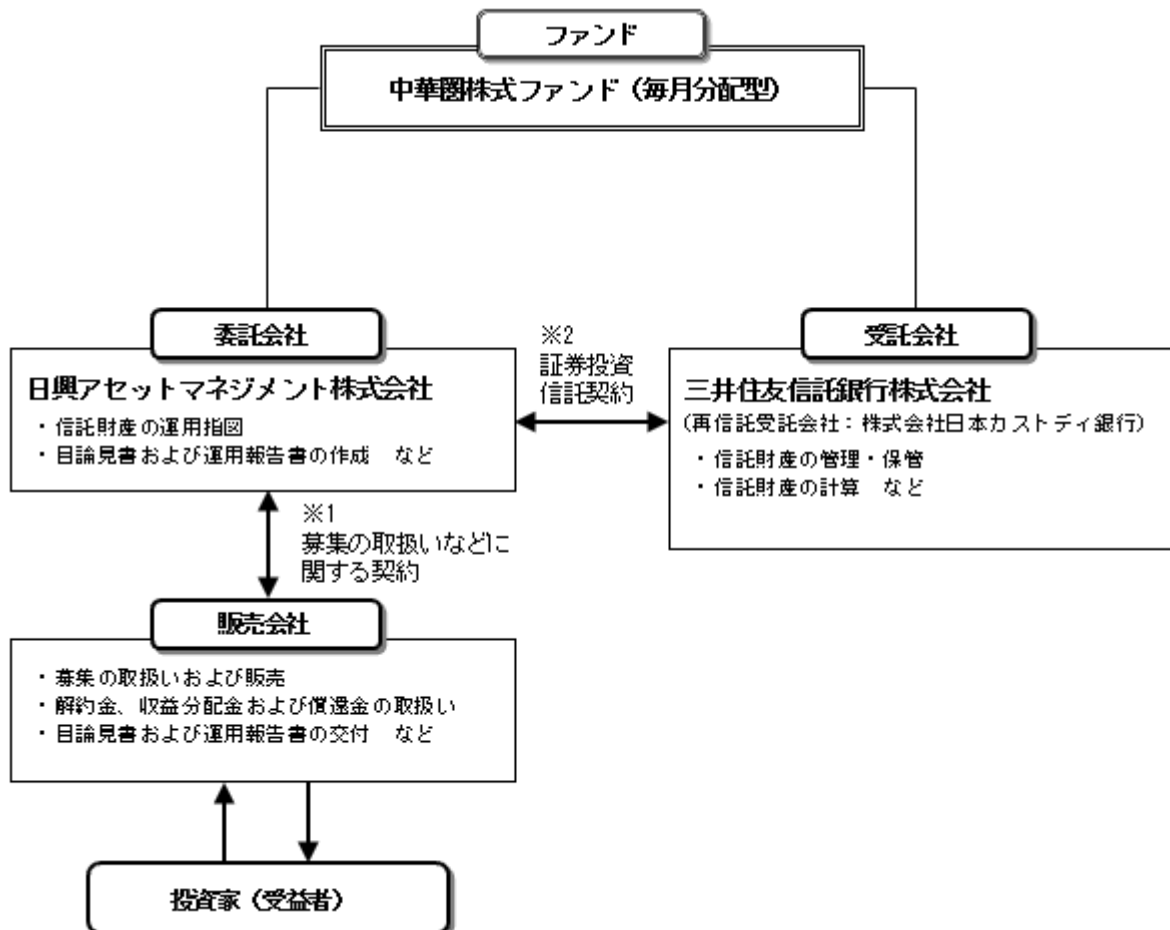 ファンド
中華圏株式ファンド（毎月分配型）
委託会社
日興アセットマネジメント株式会社
・信託財産の運用指図
・目論見書および運用報告書の作成　など
※2
証券投資
信託契約
受託会社
三井住友信託銀行株式会社
（再信託受託会社：株式会社日本カストディ銀行）
・信託財産の管理・保管
・信託財産の計算　など
※1
募集の取扱いなどに
関する契約
販売会社
・募集の取扱いおよび販売
・解約金、収益分配金および償還金の取扱い
・目論見書および運用報告書の交付　など
投資家（受益者）